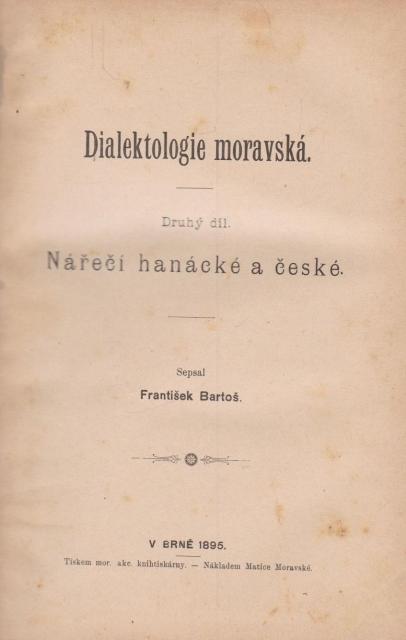 Dialektologie moravská.
Druhý díl.
Nářečí hanácké a české.
Sepsal
František Bartoš.
V BRNĚ 1895.
Tiskem mor. akc. knihtiskárny. — Nákladem Matice Moravské.